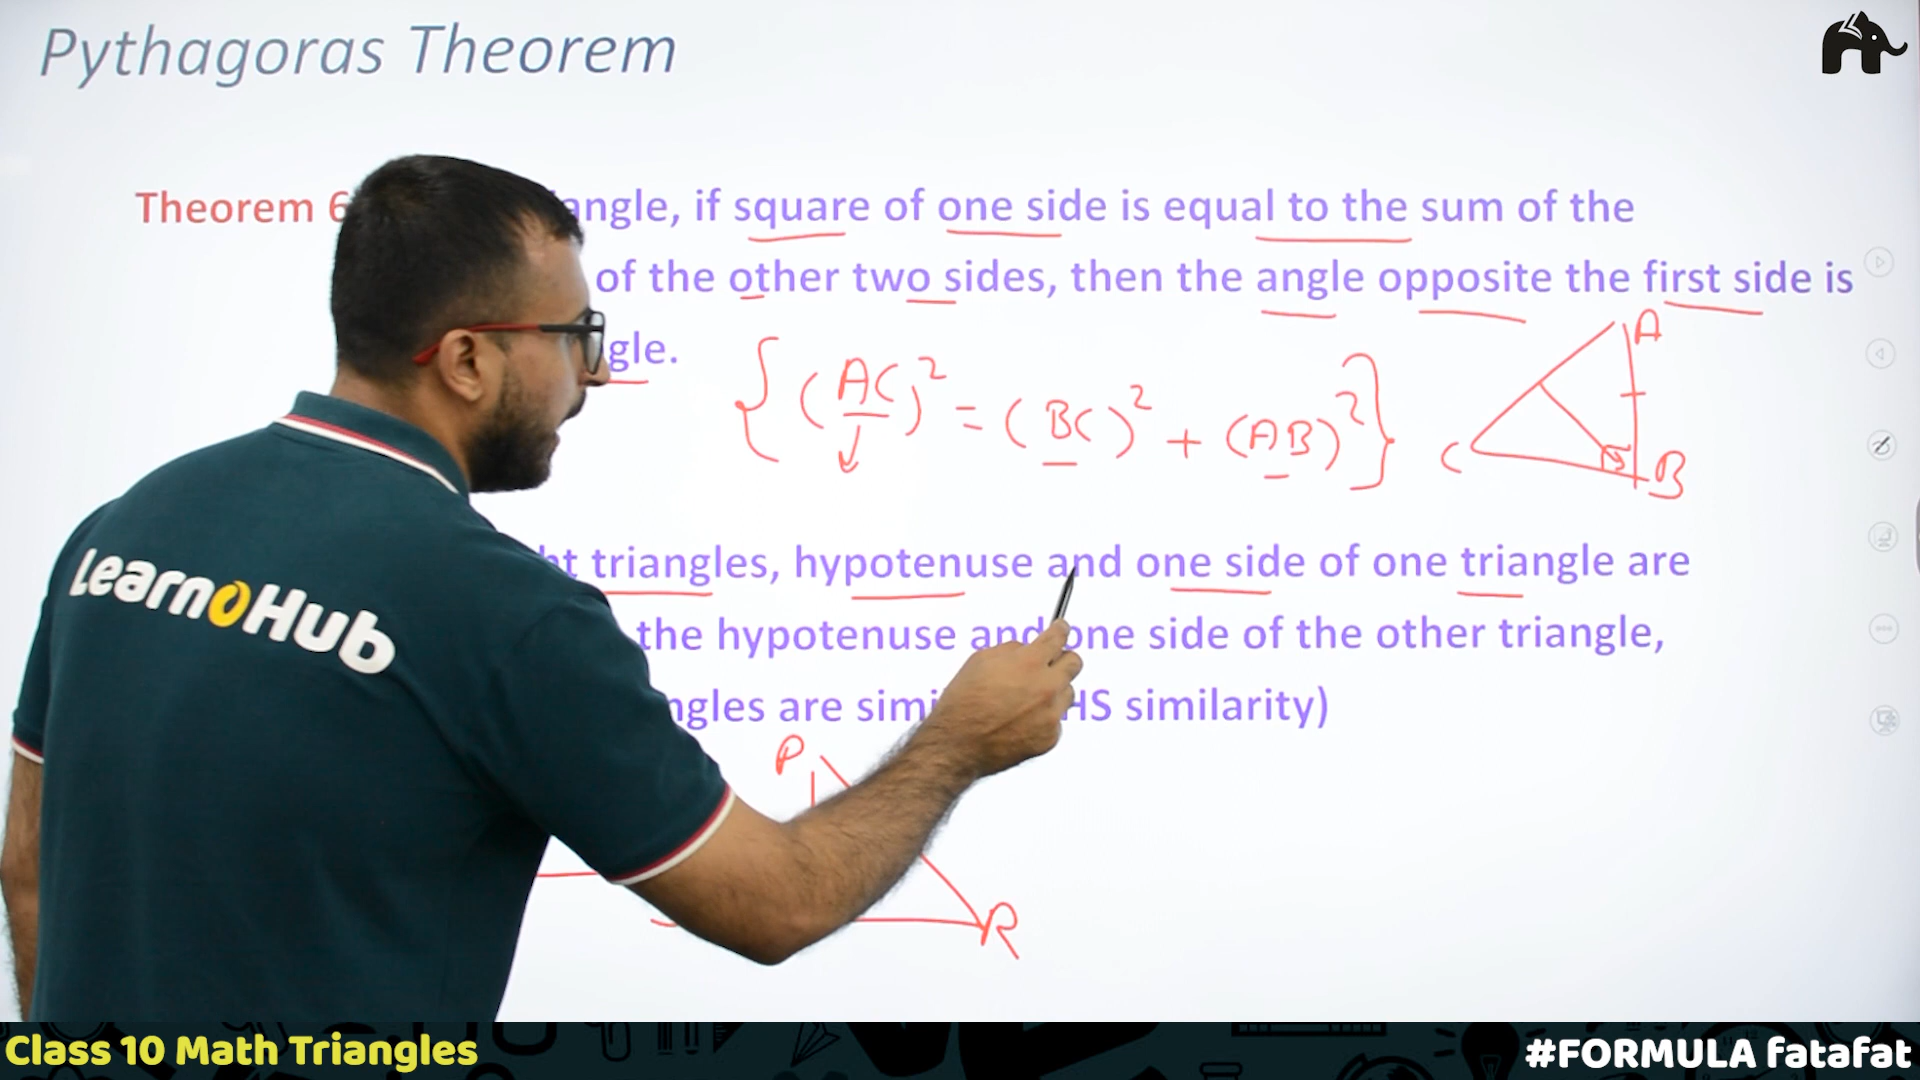 Pythagoras Theorem
Theorem 6 angle, if square of one side is equal to the sum of the
of the other two sides, then the angle opposite the first side is
gle.
{(AC)² = (BC)² + (AB)²}
A
C
B
ht triangles, hypotenuse and one side of one triangle are
the hypotenuse and one side of the other triangle,
ngles are simi HS similarity)
P
R
LearnoHub
Class 10 Math Triangles
#FORMULA fatafat